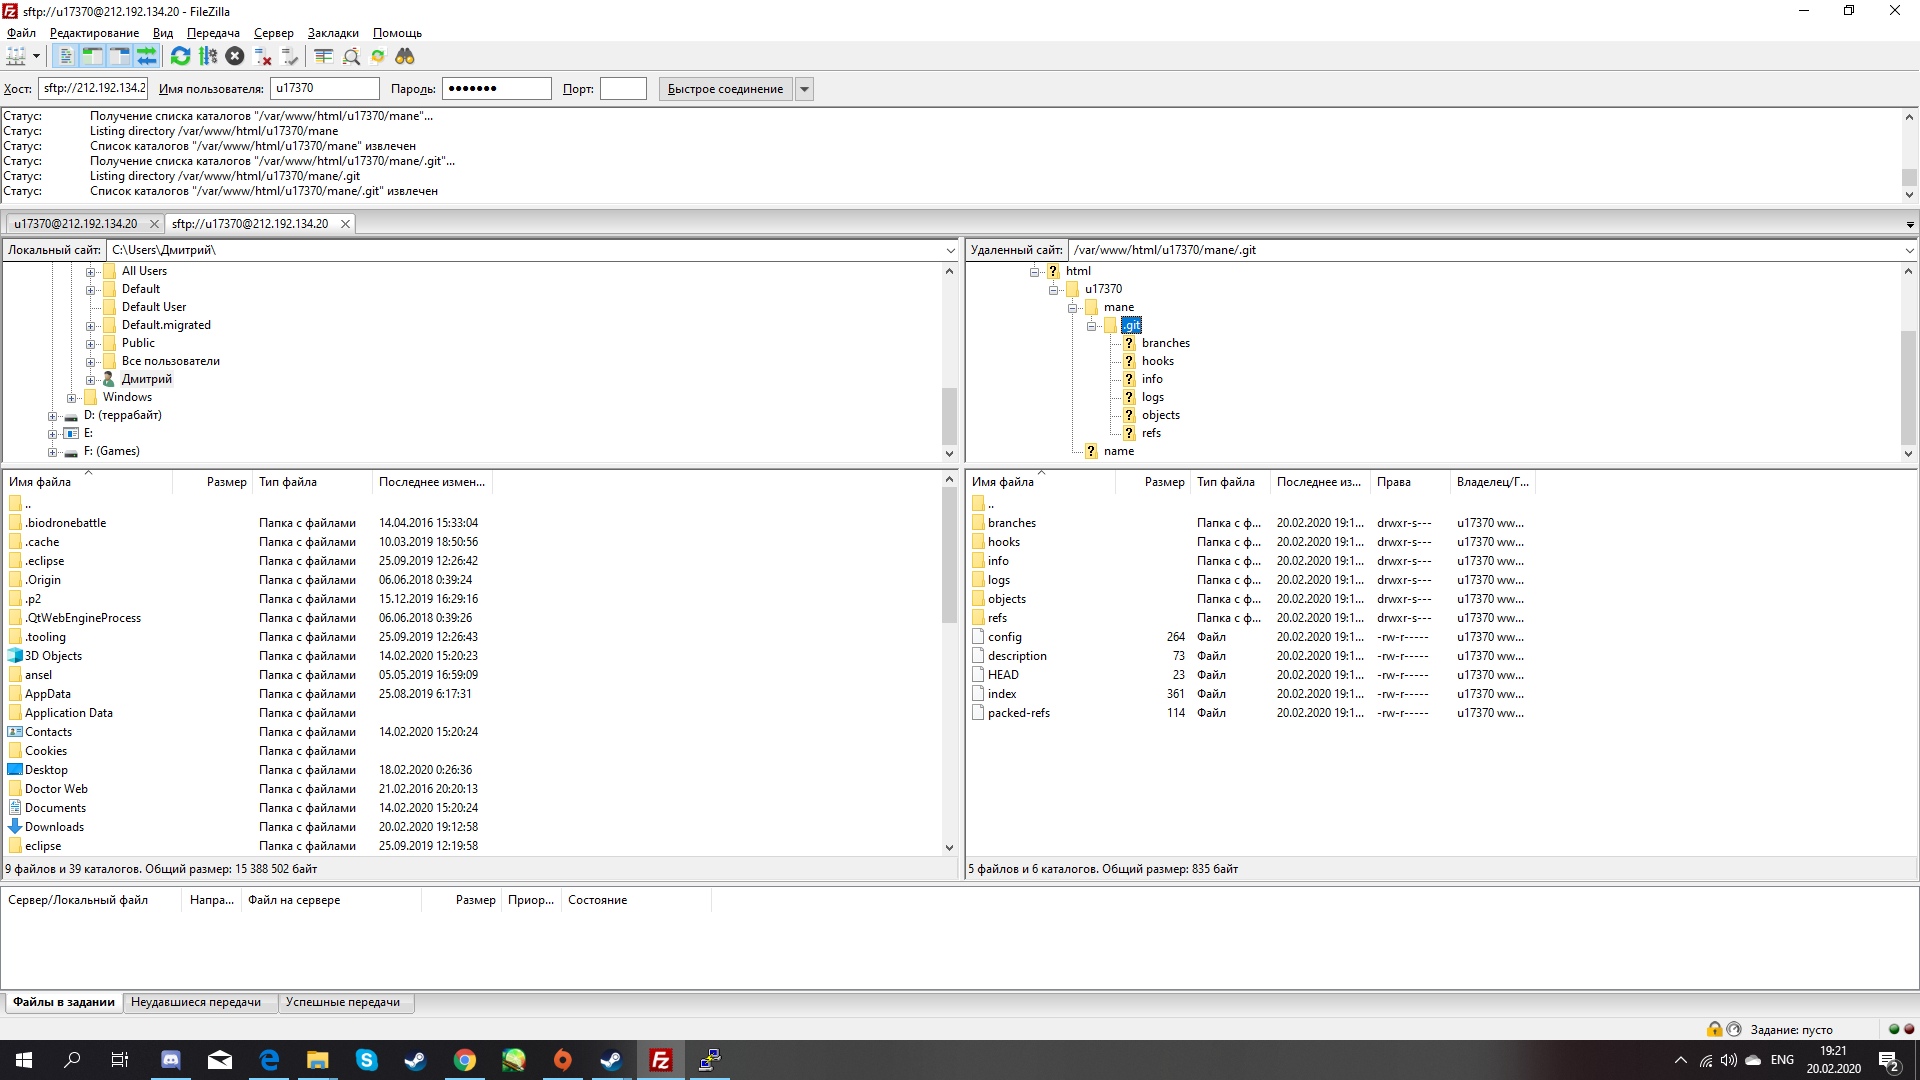 sftp://u17370@212.192.134.20 - FileZilla
Файл Редактирование Вид Передача Сервер Закладки Помощь
Хост: sftp://212.192.134.2 Имя пользователя: u17370 Пароль: ●●●●●●● Порт: Быстрое соединение
Статус: Получение списка каталогов "/var/www/html/u17370/mane"...
Статус: Listing directory /var/www/html/u17370/mane
Статус: Список каталогов "/var/www/html/u17370/mane" извлечен
Статус: Получение списка каталогов "/var/www/html/u17370/mane/.git"...
Статус: Listing directory /var/www/html/u17370/mane/.git
Статус: Список каталогов "/var/www/html/u17370/mane/.git" извлечен
u17370@212.192.134.20 sftp://u17370@212.192.134.20
Локальный сайт: C:\Users\Дмитрий\
All Users
Default
Default User
Default.migrated
Public
Все пользователи
Дмитрий
Windows
D: (террабайт)
E:
F: (Games)
Имя файла Размер Тип файла Последнее измен...
..
.biodronebattle Папка с файлами 14.04.2016 15:33:04
.cache Папка с файлами 10.03.2019 18:50:56
.eclipse Папка с файлами 25.09.2019 12:26:42
.Origin Папка с файлами 06.06.2018 0:39:24
.p2 Папка с файлами 15.12.2019 16:29:16
.QtWebEngineProcess Папка с файлами 06.06.2018 0:39:26
.tooling Папка с файлами 25.09.2019 12:26:43
3D Objects Папка с файлами 14.02.2020 15:20:23
ansel Папка с файлами 05.05.2019 16:59:09
AppData Папка с файлами 25.08.2019 6:17:31
Application Data Папка с файлами
Contacts Папка с файлами 14.02.2020 15:20:24
Cookies Папка с файлами
Desktop Папка с файлами 18.02.2020 0:26:36
Doctor Web Папка с файлами 21.02.2016 20:20:13
Documents Папка с файлами 14.02.2020 15:20:24
Downloads Папка с файлами 20.02.2020 19:12:58
eclipse Папка с файлами 25.09.2019 12:19:58
9 файлов и 39 каталогов. Общий размер: 15 388 502 байт
Удаленный сайт: /var/www/html/u17370/mane/.git
html
u17370
mane
.git
branches
hooks
info
logs
objects
refs
name
Имя файла Размер Тип файла Последнее из... Права Владелец/Г...
..
branches Папка с ф... 20.02.2020 19:1... drwxr-s--- u17370 ww...
hooks Папка с ф... 20.02.2020 19:1... drwxr-s--- u17370 ww...
info Папка с ф... 20.02.2020 19:1... drwxr-s--- u17370 ww...
logs Папка с ф... 20.02.2020 19:1... drwxr-s--- u17370 ww...
objects Папка с ф... 20.02.2020 19:1... drwxr-s--- u17370 ww...
refs Папка с ф... 20.02.2020 19:1... drwxr-s--- u17370 ww...
config 264 Файл 20.02.2020 19:1... -rw-r----- u17370 ww...
description 73 Файл 20.02.2020 19:1... -rw-r----- u17370 ww...
HEAD 23 Файл 20.02.2020 19:1... -rw-r----- u17370 ww...
index 361 Файл 20.02.2020 19:1... -rw-r----- u17370 ww...
packed-refs 114 Файл 20.02.2020 19:1... -rw-r----- u17370 ww...
5 файлов и 6 каталогов. Общий размер: 835 байт
Сервер/Локальный файл Напра... Файл на сервере Размер Приор... Состояние
Файлы в задании Неудавшиеся передачи Успешные передачи
Задание: пусто
ENG 19:21
20.02.2020 2